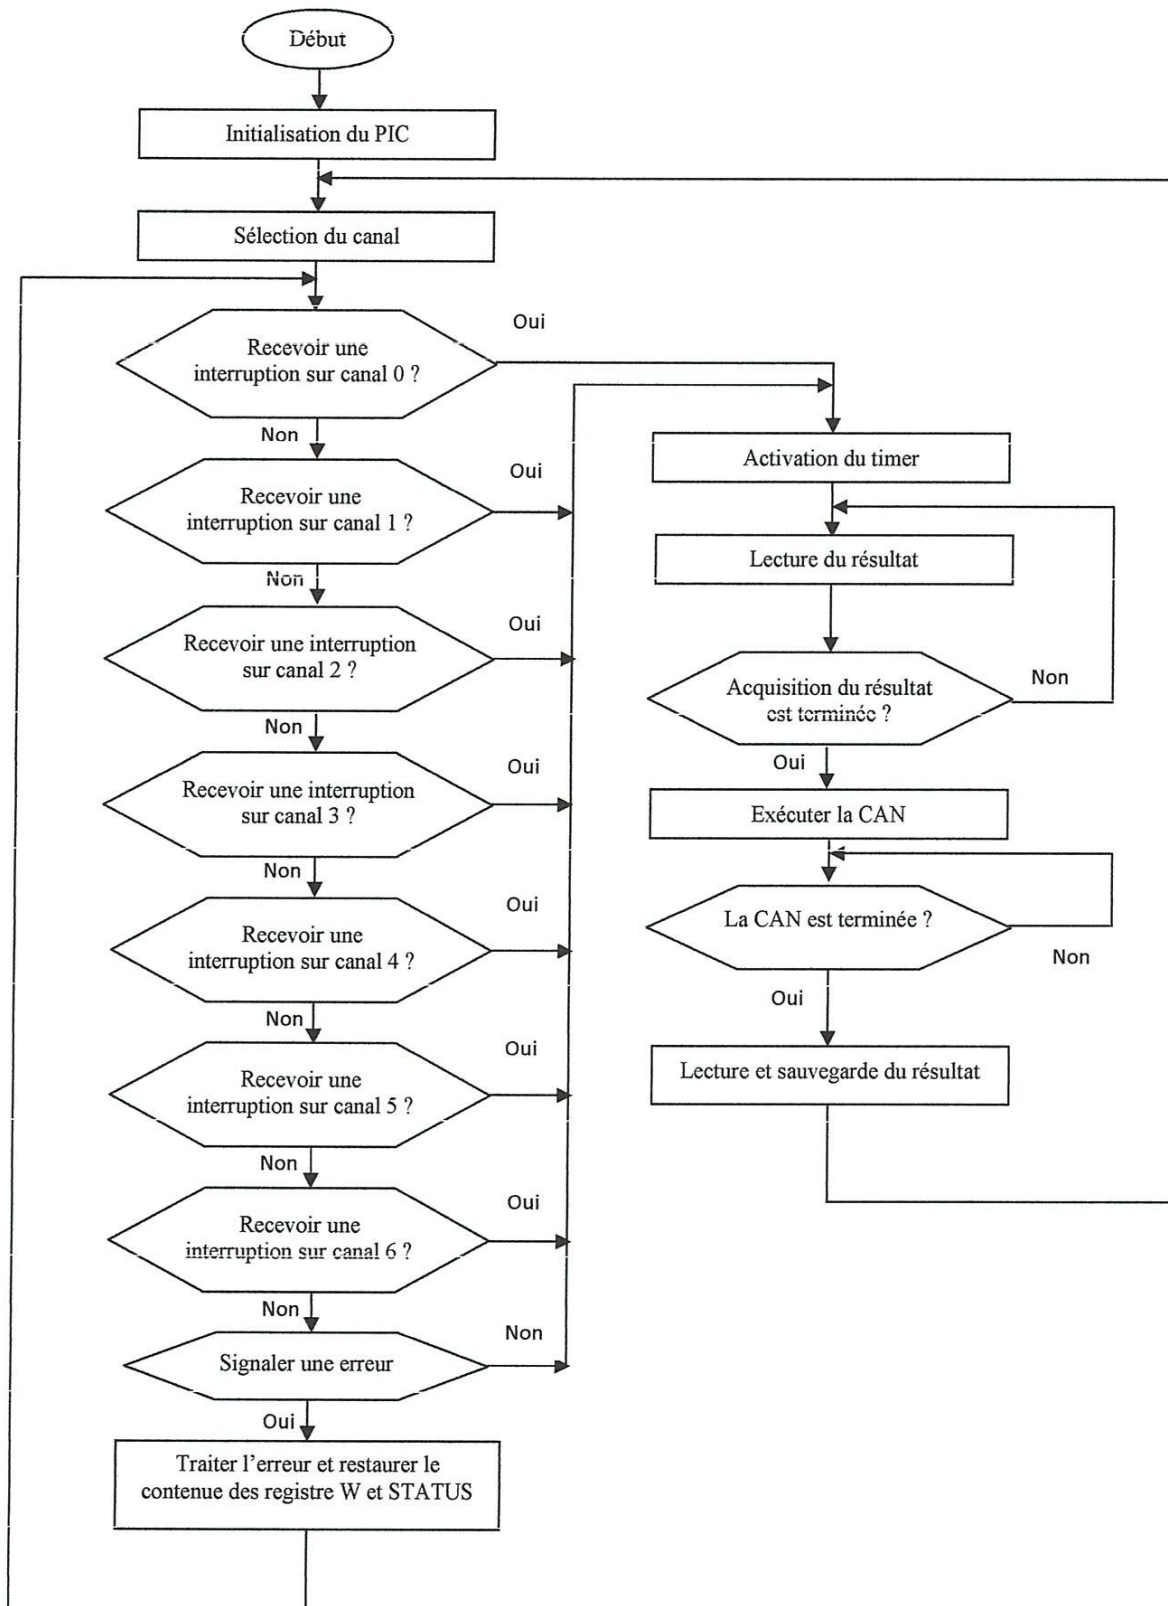 Début
Initialisation du PIC
Sélection du canal
Recevoir une
interruption sur canal 0 ?
Oui
Non
Recevoir une
interruption sur canal 1 ?
Oui
Non
Recevoir une interruption
sur canal 2 ?
Oui
Non
Recevoir une interruption
sur canal 3 ?
Oui
Non
Recevoir une
interruption sur canal 4 ?
Oui
Non
Recevoir une
interruption sur canal 5 ?
Oui
Non
Recevoir une
interruption sur canal 6 ?
Oui
Non
Signaler une erreur
Non
Oui
Traiter l'erreur et restaurer le
contenue des registre W et STATUS
Activation du timer
Lecture du résultat
Acquisition du résultat
est terminée ?
Non
Oui
Exécuter la CAN
La CAN est terminée ?
Non
Oui
Lecture et sauvegarde du résultat